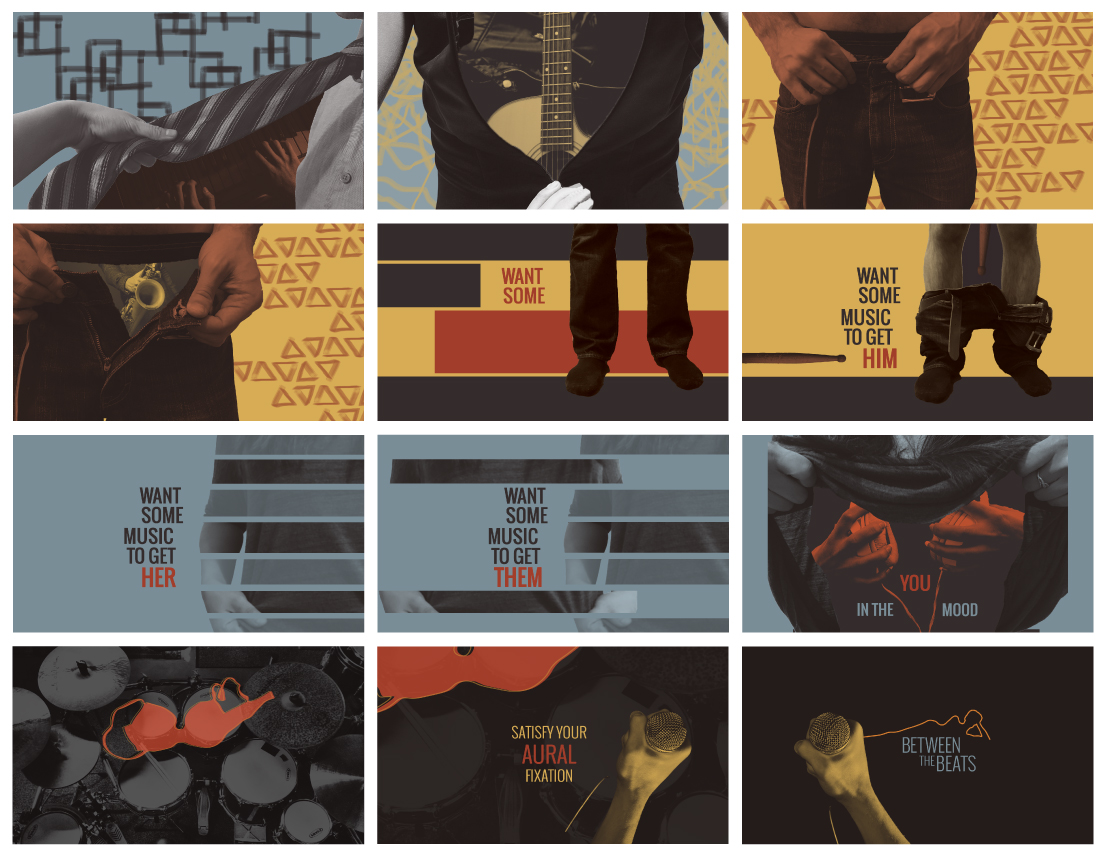 WANT
SOME
WANT
SOME
MUSIC
TO GET
HIM
WANT
SOME
MUSIC
TO GET
HER
WANT
SOME
MUSIC
TO GET
THEM
YOU
IN THE MOOD
SATISFY YOUR
AURAL
FIXATION
BETWEEN
THE BEATS